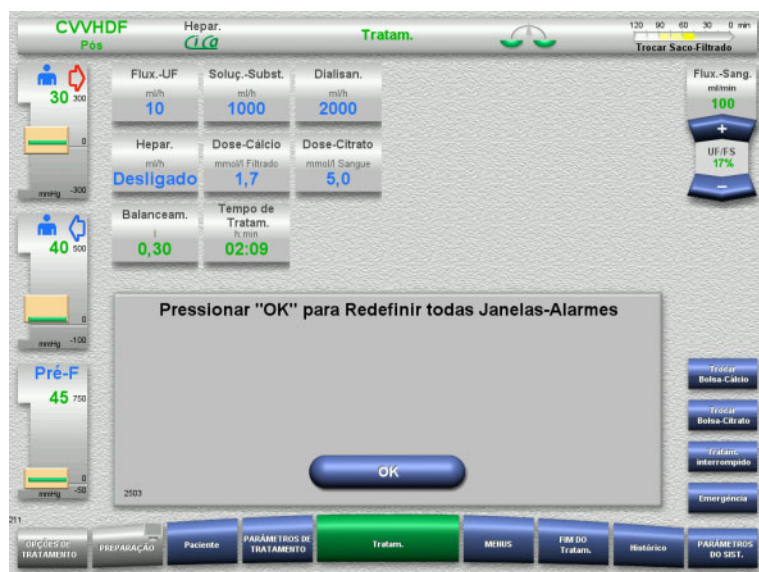 CVVHDF
Pós
Hepar.
Cica
Tratam.
120 90 60 30 0 min
Trocar Saco-Filtrado
30 300
0
mmHg -300
40 500
0
mmHg -100
Pré-F
45 750
0
mmHg -50
Flux.-UF
ml/h
10
Soluç.-Subst.
ml/h
1000
Dialisan.
ml/h
2000
Hepar.
ml/h
Desligado
Dose-Cálcio
mmol/l Filtrado
1,7
Dose-Citrato
mmol/l Sangue
5,0
Balanceam.
l
0,30
Tempo de
Tratam.
h:min
02:09
Flux.-Sang.
ml/min
100
+
UF/FS
17%
−
Pressionar "OK" para Redefinir todas Janelas-Alarmes
OK
2503
Trocar
Bolsa-Cálcio
Trocar
Bolsa-Citrato
Tratam.
interrompido
Emergência
211
OPÇÕES DE
TRATAMENTO
PREPARAÇÃO
Paciente
PARÂMETROS DE
TRATAMENTO
Tratam.
MENUS
FIM DO
Tratam.
Histórico
PARÂMETROS
DO SIST.